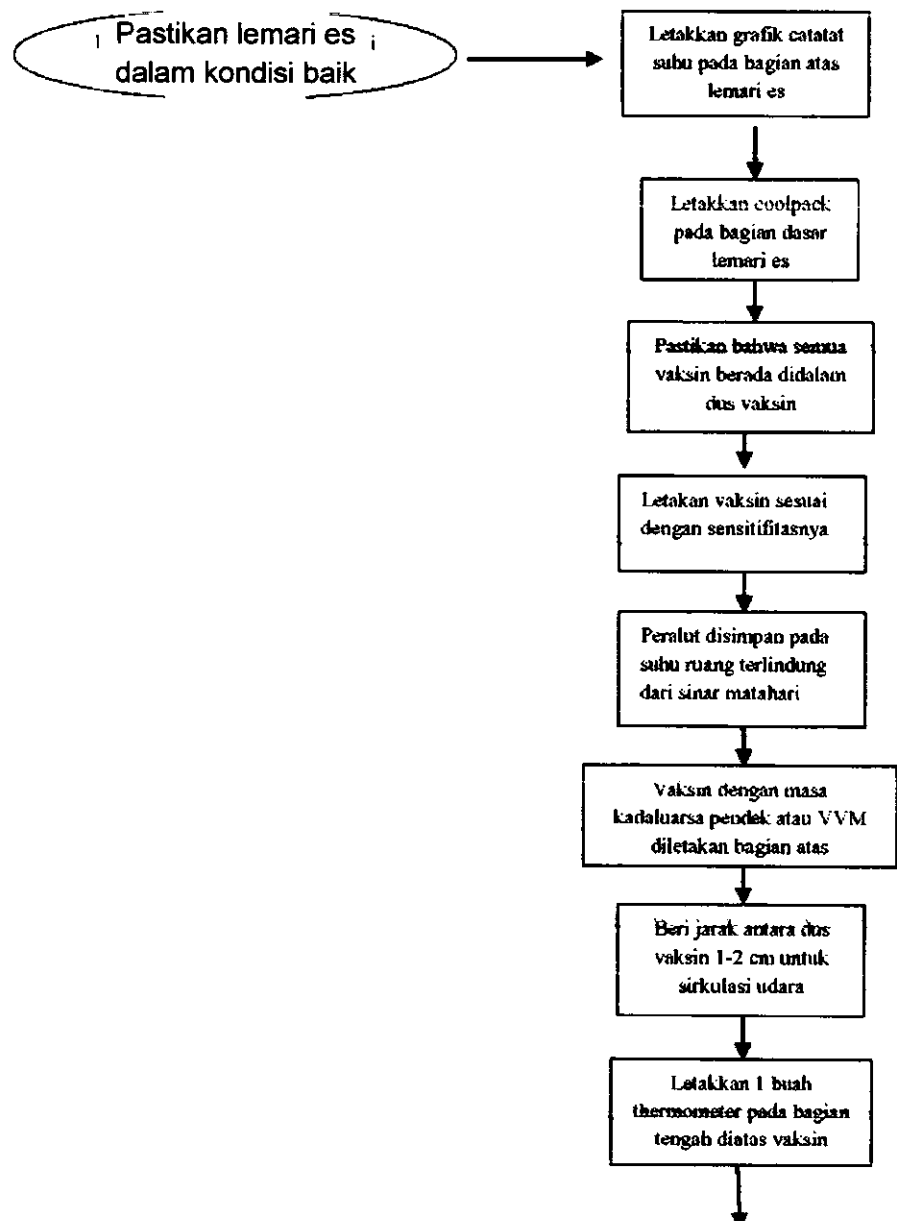 Pastikan lemari es
dalam kondisi baik
Letakkan grafik catatat
suhu pada bagian atas
lemari es
Letakkan coolpack
pada bagian dasar
lemari es
Pastikan bahwa semua
vaksin berada didalam
dus vaksin
Letakan vaksin sesuai
dengan sensitifitasnya
Peralut disimpan pada
suhu ruang terlindung
dari sinar matahari
Vaksin dengan masa
kadaluarsa pendek atau VVM
diletakan bagian atas
Beri jarak antara dus
vaksin 1-2 cm untuk
sirkulasi udara
Letakkan 1 buah
thermometer pada bagian
tengah diatas vaksin